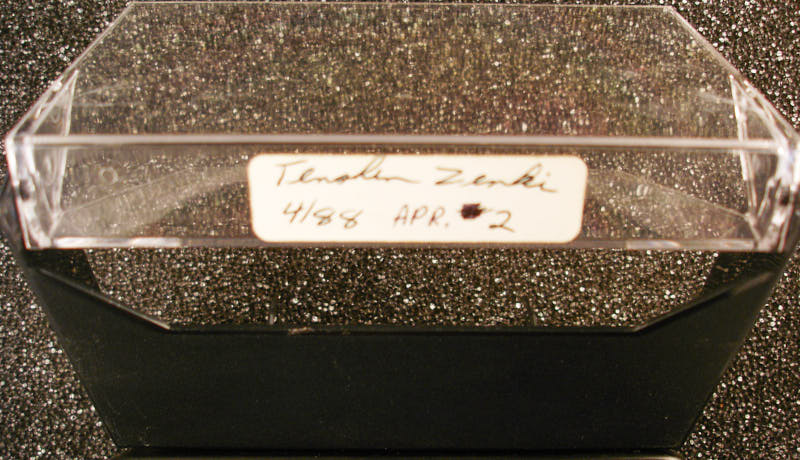 Tenshin Zenki
4/88 APR. #2